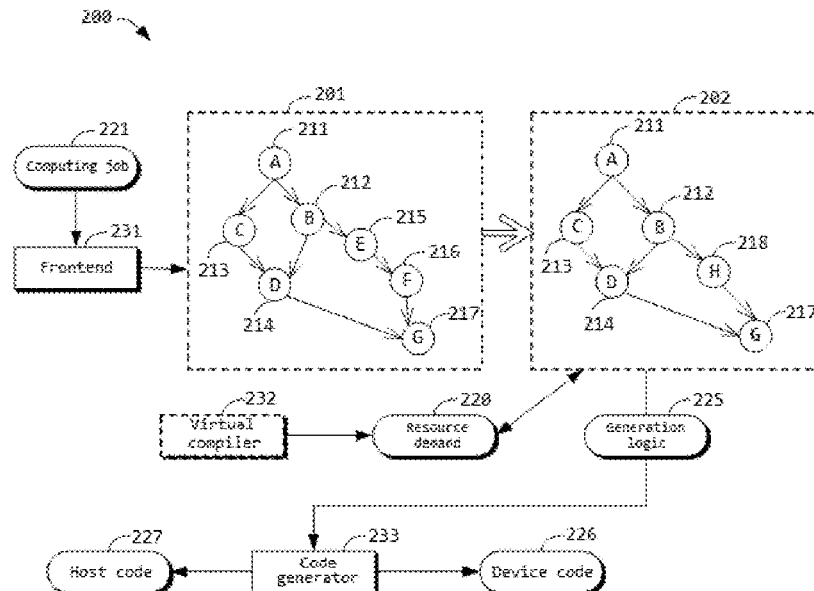 200
201
202
211
211
221
A
A
Computing job
212
212
C
B
215
C
B
231
E
216
218
213
213
H
Frontend
D
F
D
214
217
214
217
G
G
232
228
225
Virtual
compiler
Resource
demand
Generation
logic
227
233
226
Host code
Code
generator
Device code